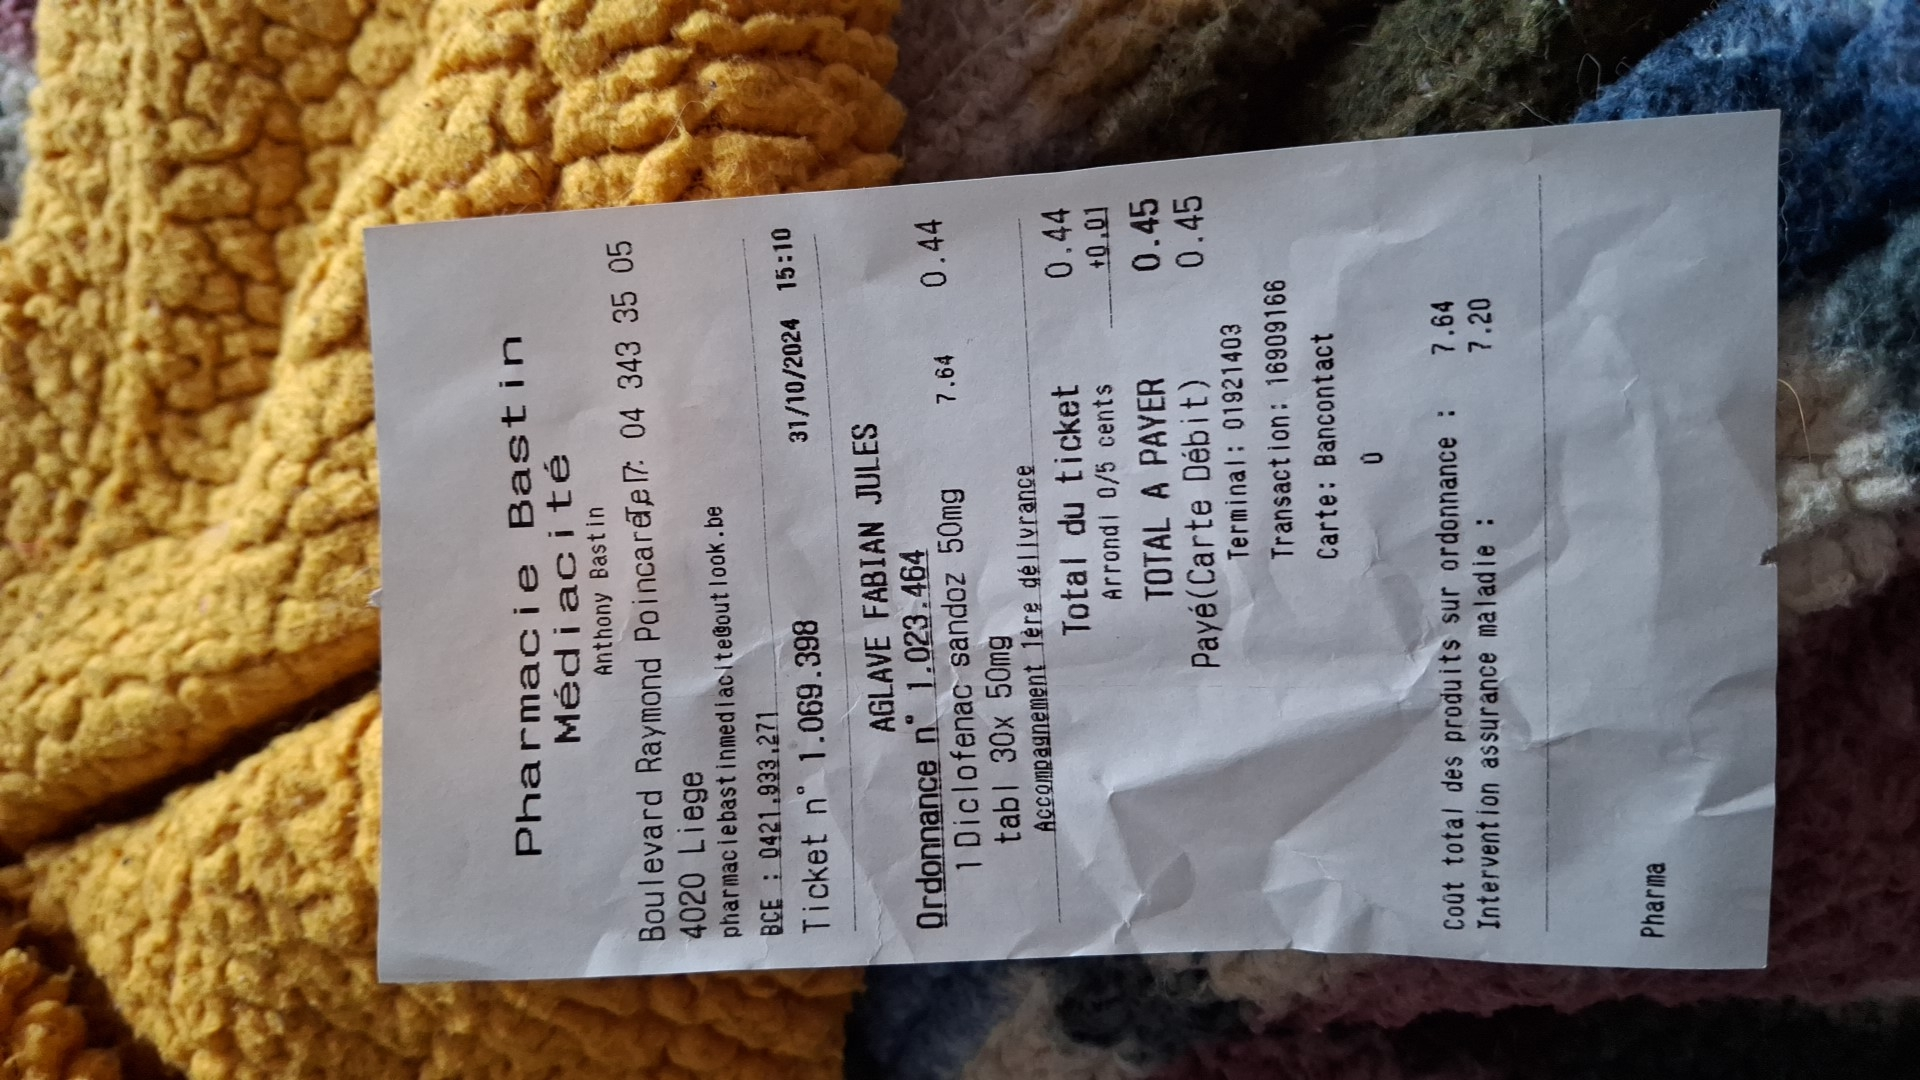 Pharmacie Bastin
Médiacité
Anthony Bastin
Boulevard Raymond Poincaré, 7 Tel: 04 343 35 05
4020 Liege
pharmaciebastinmediacite@outlook.be
BCE : 0421.933.271
Ticket n° 1.069.398 31/10/2024 15:10
AGLAVE FABIAN JULES
Ordonnance n° 1.023.464
1 Diclofenac sandoz 50mg 7.64 0.44
tabl 30x 50mg
Accompagnement 1ère délivrance
Total du ticket 0.44
Arrondi 0/5 cents +0.01
TOTAL A PAYER 0.45
Payé(Carte Débit) 0.45
Terminal: 01921403
Transaction: 16909166
Carte: Bancontact
0
Coût total des produits sur ordonnance : 7.64
Intervention assurance maladie : 7.20
Pharma